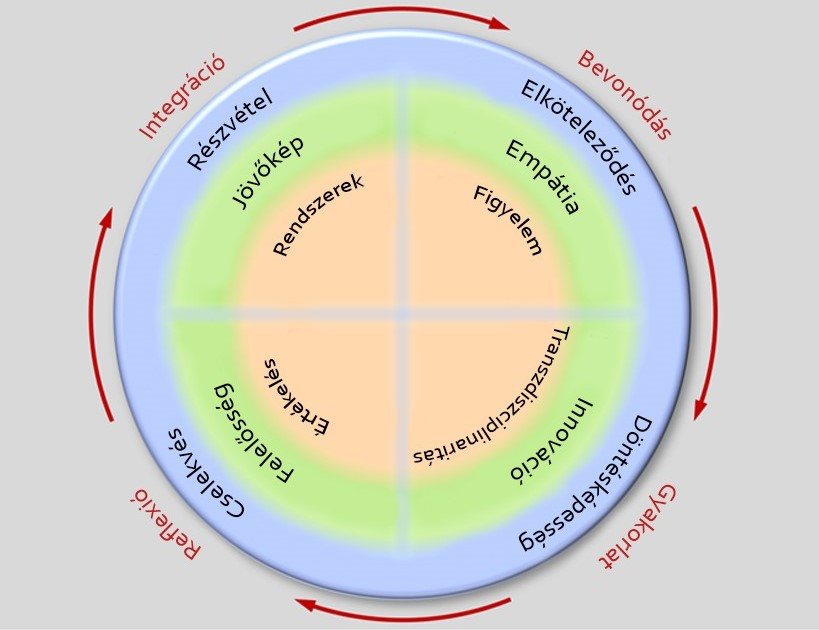 Integráció
Részvétel
Jövőkép
Rendszerek
Bevonódás
Elköteleződés
Empátia
Figyelem
Gyakorlat
Döntésképesség
Innováció
Transzdiszciplinaritás
Reflexió
Cselekvés
Felelősség
Értékelés